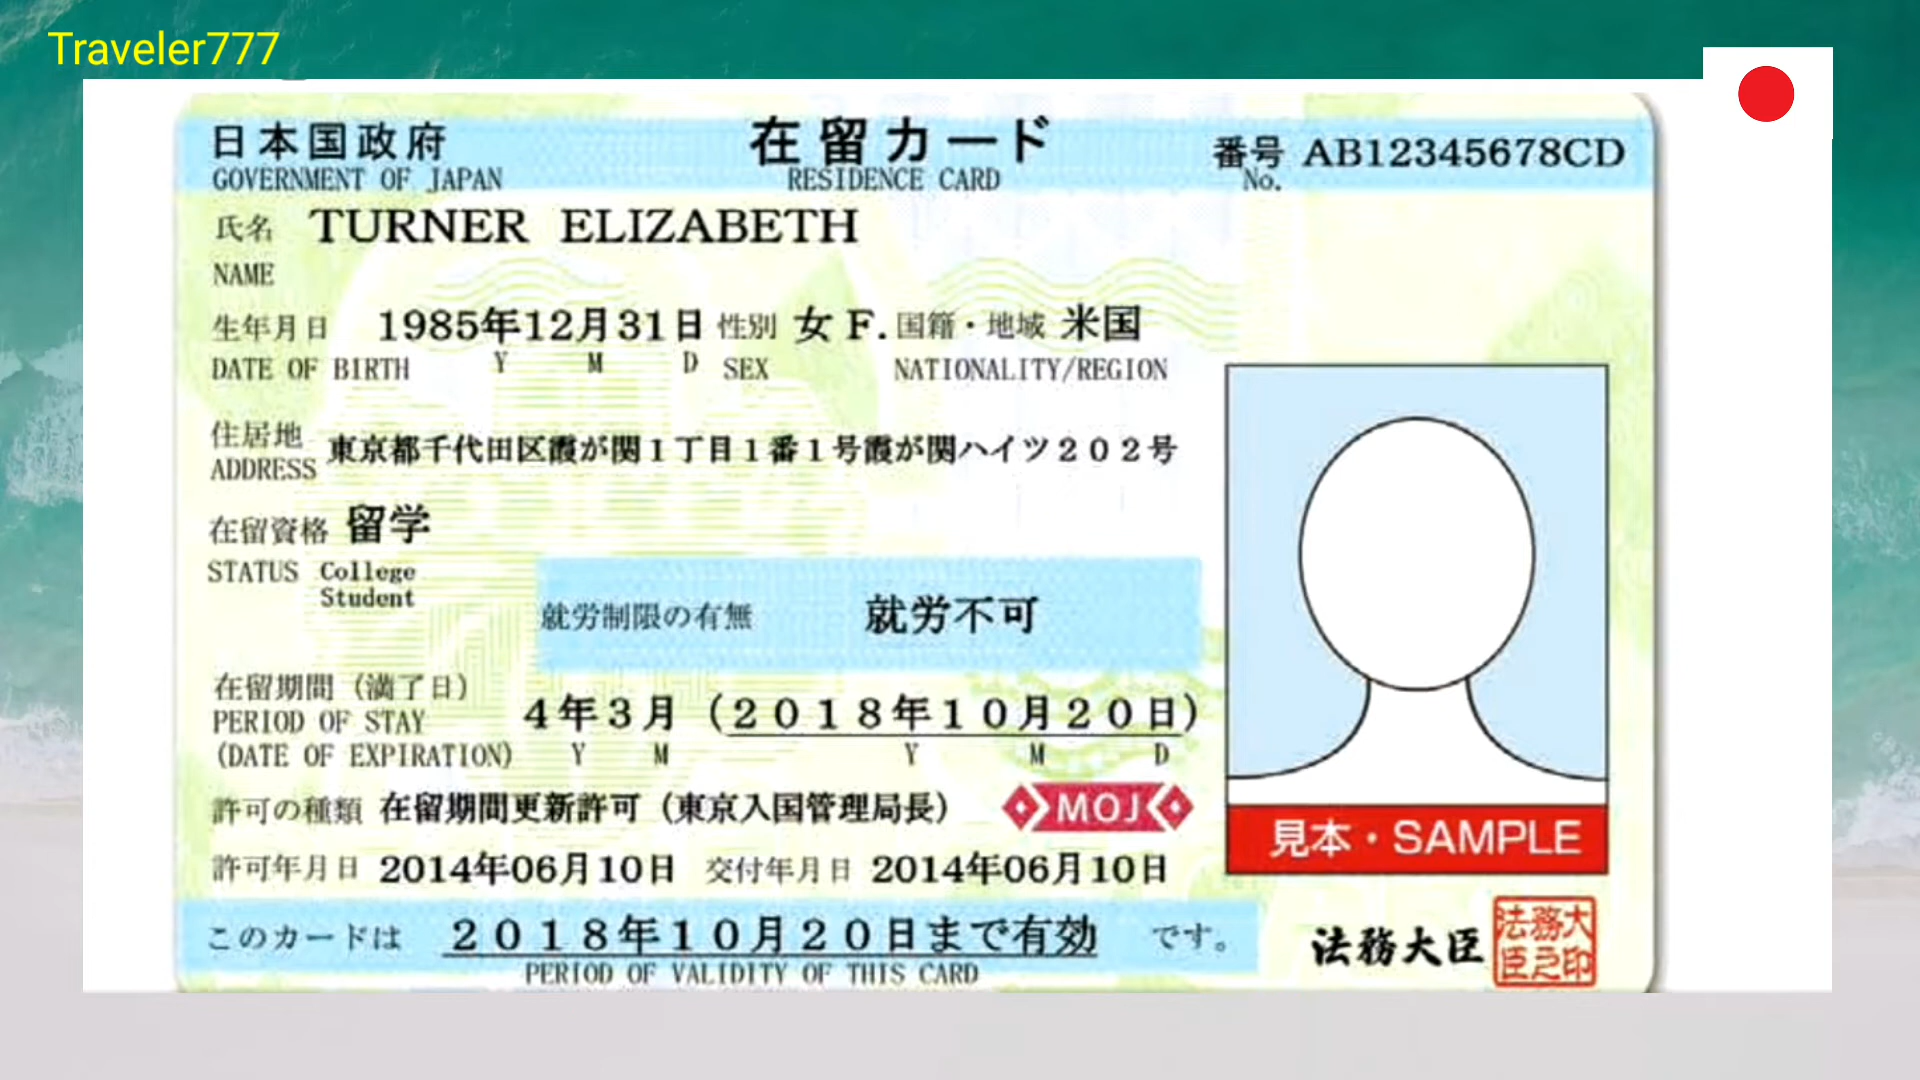 Traveler777
日本国政府 在留カード 番号 AB12345678CD
GOVERNMENT OF JAPAN RESIDENCE CARD No.
氏名 TURNER ELIZABETH
NAME
生年月日 1985年12月31日 性別 女 F. 国籍・地域 米国
DATE OF BIRTH Y M D SEX NATIONALITY/REGION
住居地 東京都千代田区霞が関1丁目1番1号霞が関ハイツ202号
ADDRESS
在留資格 留学
STATUS College
Student
就労制限の有無 就労不可
在留期間(満了日)
PERIOD OF STAY 4年3月(2018年10月20日)
(DATE OF EXPIRATION) Y M Y M D
許可の種類 在留期間更新許可(東京入国管理局長) MOJ
見本・SAMPLE
許可年月日 2014年06月10日 交付年月日 2014年06月10日
このカードは 2018年10月20日まで有効 です。
PERIOD OF VALIDITY OF THIS CARD
法務大臣 法務大臣之印